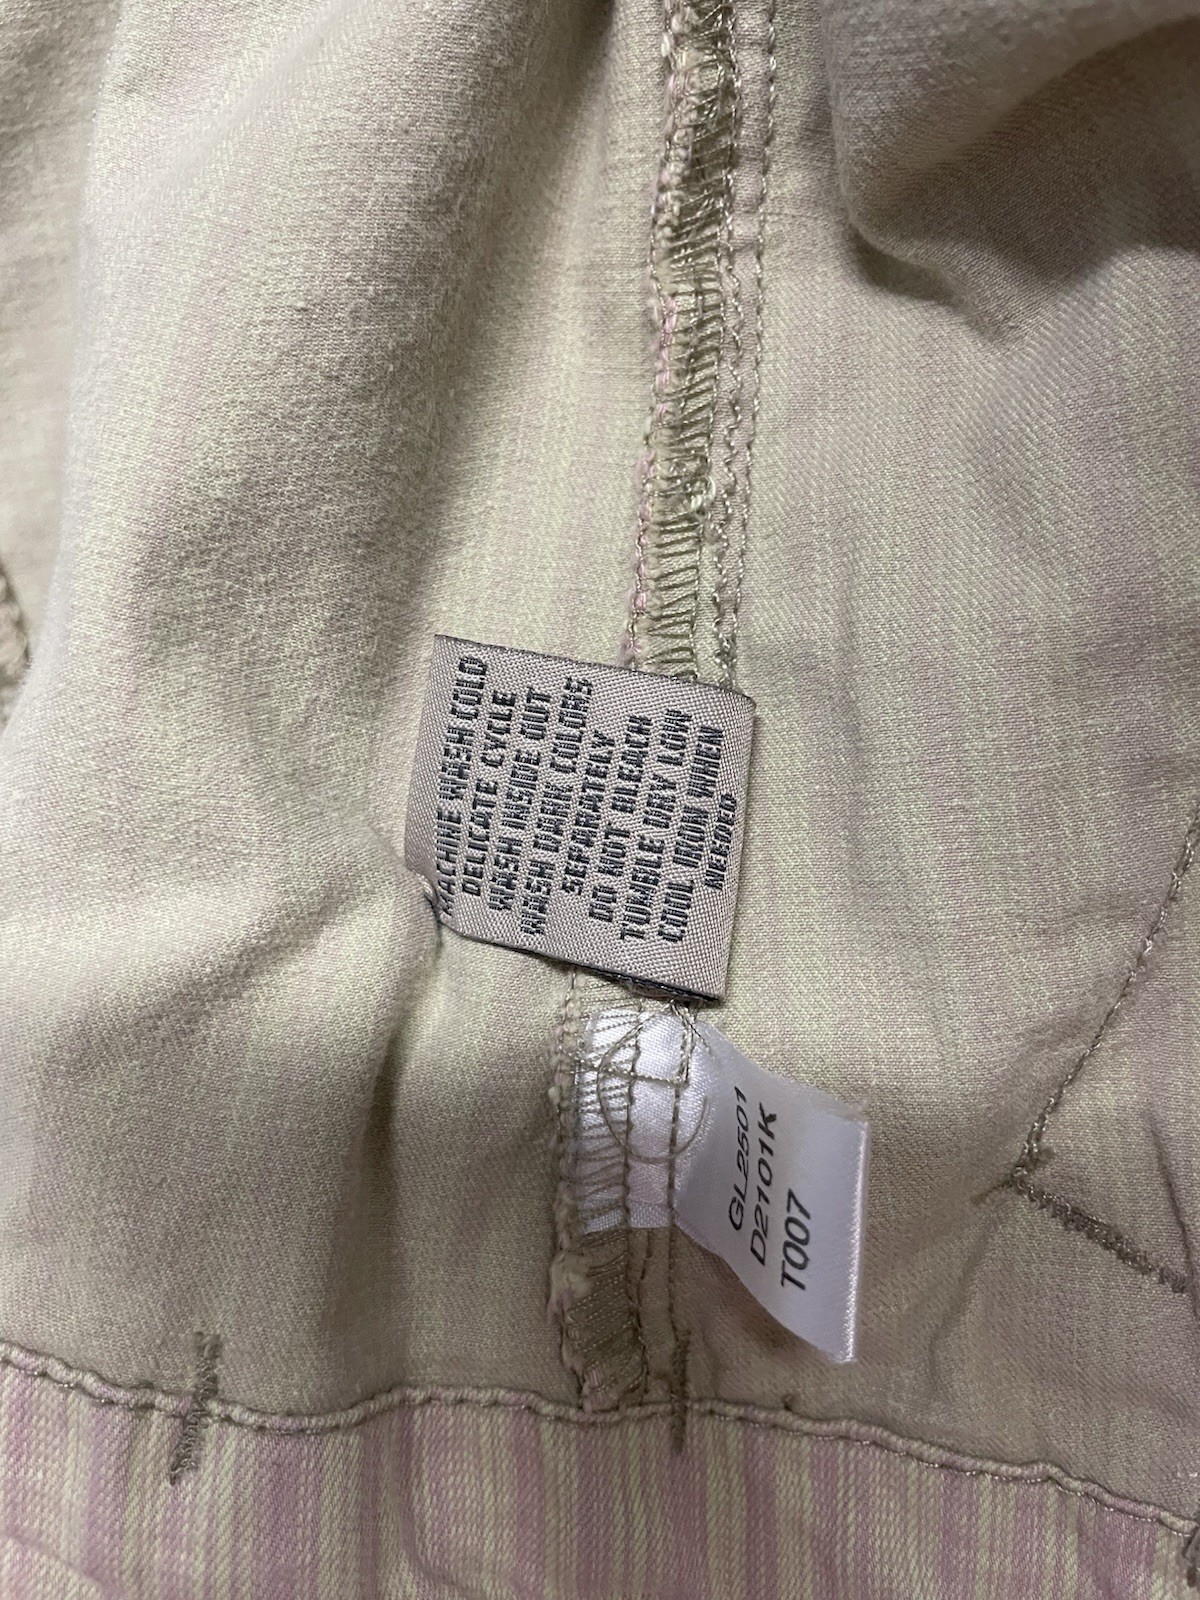 MACHINE WASH COLD
DELICATE CYCLE
WASH INSIDE OUT
WASH DARK COLORS
SEPARATELY
DO NOT BLEACH
TUMBLE DRY LOW
COOL IRON WHEN
NEEDED
GL2501
D2101K
T007